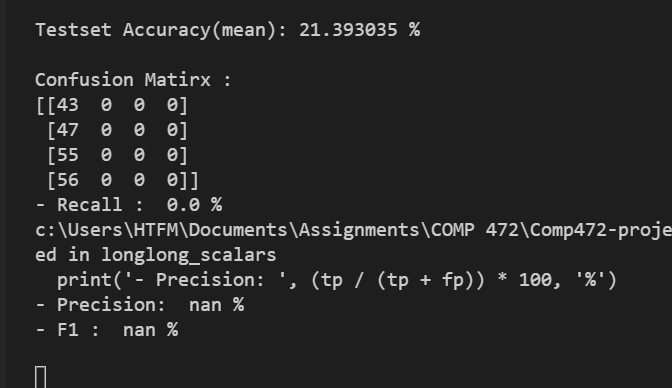 Testset Accuracy(mean): 21.393035 %
Confusion Matirx :
[[43 0 0 0]
[47 0 0 0]
[55 0 0 0]
[56 0 0 0]]
- Recall : 0.0 %
c:\Users\HTFM\Documents\Assignments\COMP 472\Comp472-proje
ed in longlong_scalars
print('- Precision: ', (tp / (tp + fp)) * 100, '%')
- Precision: nan %
- F1 : nan %